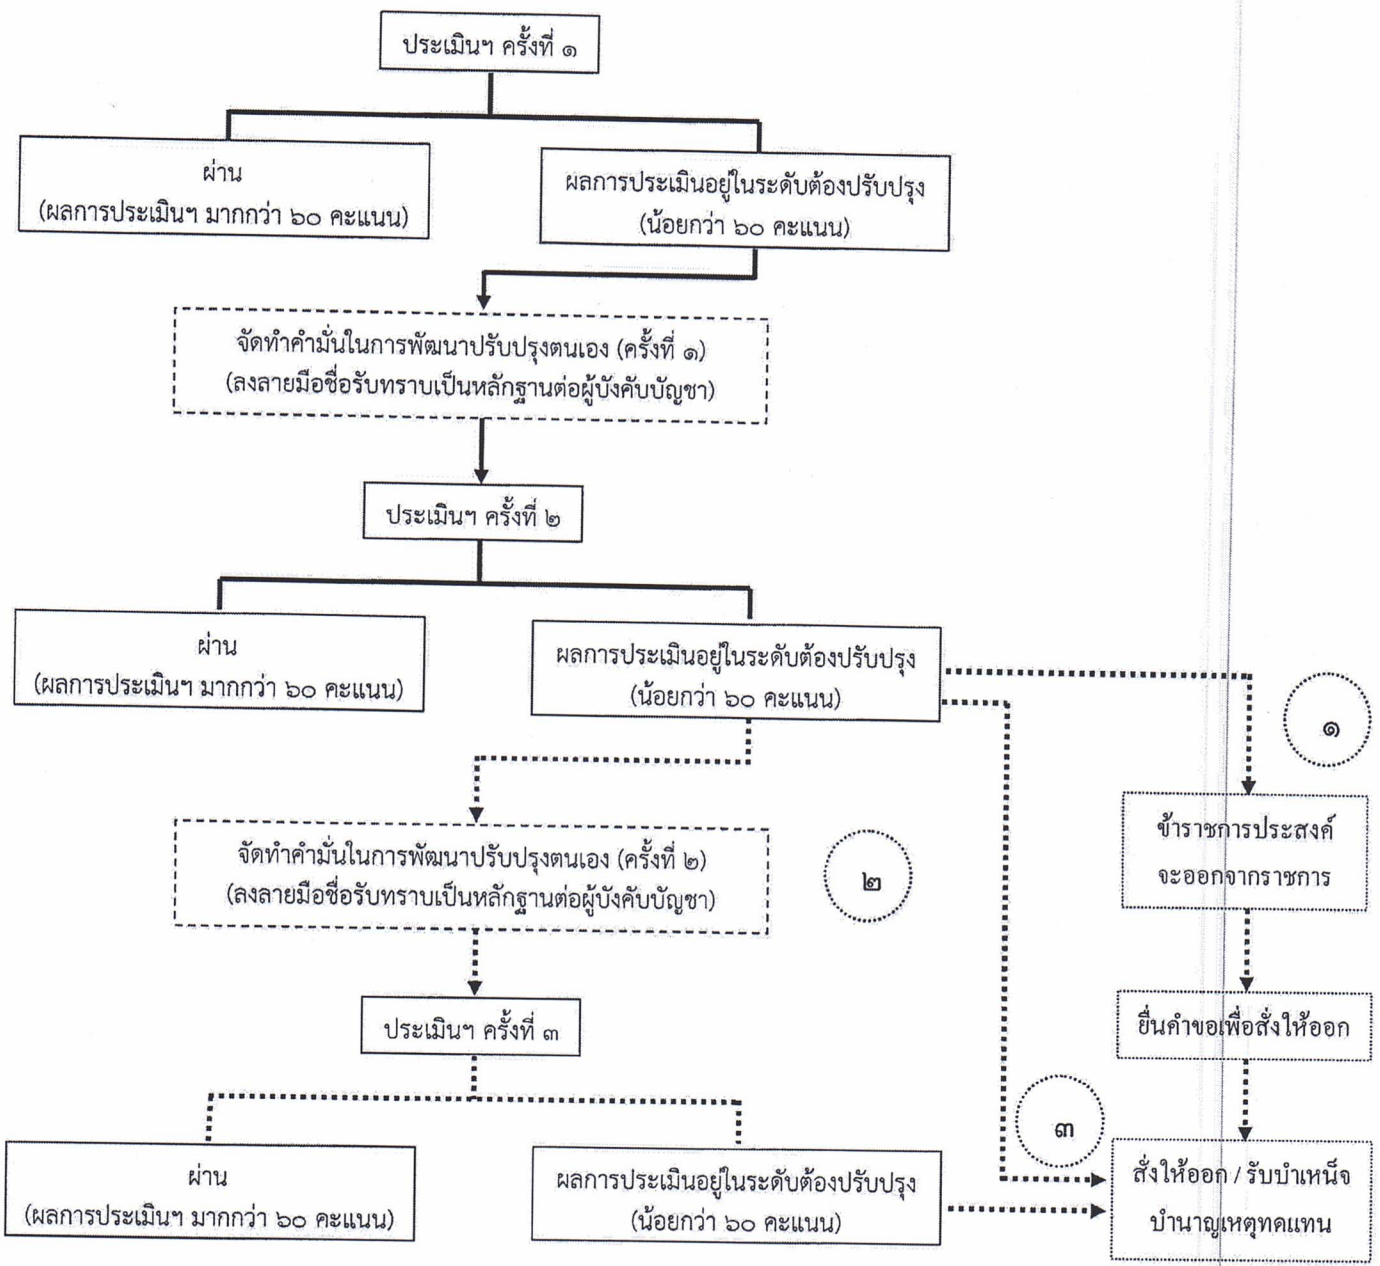 ประเมินฯ ครั้งที่ ๑
ผ่าน
(ผลการประเมินฯ มากกว่า ๖๐ คะแนน)
ผลการประเมินอยู่ในระดับต้องปรับปรุง
(น้อยกว่า ๖๐ คะแนน)
จัดทำคำมั่นในการพัฒนาปรับปรุงตนเอง (ครั้งที่ ๑)
(ลงลายมือชื่อรับทราบเป็นหลักฐานต่อผู้บังคับบัญชา)
ประเมินฯ ครั้งที่ ๒
ผ่าน
(ผลการประเมินฯ มากกว่า ๖๐ คะแนน)
ผลการประเมินอยู่ในระดับต้องปรับปรุง
(น้อยกว่า ๖๐ คะแนน)
๑
ข้าราชการประสงค์
จะออกจากราชการ
จัดทำคำมั่นในการพัฒนาปรับปรุงตนเอง (ครั้งที่ ๒)
(ลงลายมือชื่อรับทราบเป็นหลักฐานต่อผู้บังคับบัญชา)
๒
ประเมินฯ ครั้งที่ ๓
ยื่นคำขอเพื่อสั่งให้ออก
๓
ผ่าน
(ผลการประเมินฯ มากกว่า ๖๐ คะแนน)
ผลการประเมินอยู่ในระดับต้องปรับปรุง
(น้อยกว่า ๖๐ คะแนน)
สั่งให้ออก / รับบำเหน็จ
บำนาญเหตุทดแทน